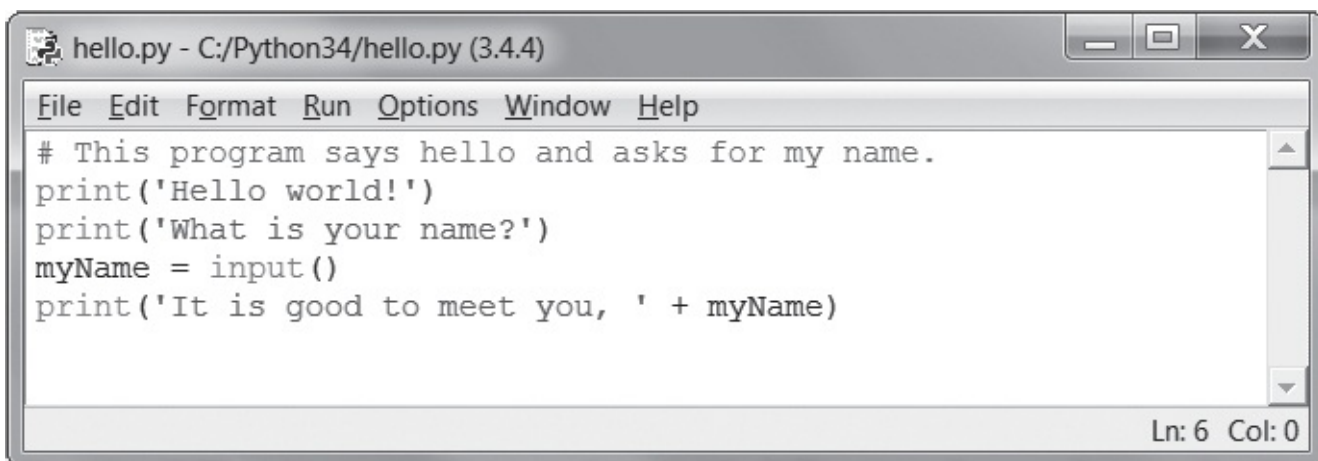 hello.py - C:/Python34/hello.py (3.4.4)
File Edit Format Run Options Window Help
# This program says hello and asks for my name.
print('Hello world!')
print('What is your name?')
myName = input()
print('It is good to meet you, ' + myName)
Ln: 6 Col: 0